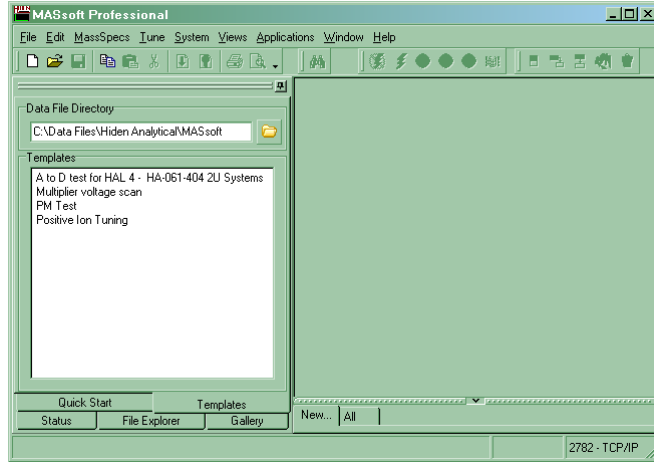 MASsoft Professional
File Edit MassSpecs Tune System Views Applications Window Help
Data File Directory
C:\Data Files\Hiden Analytical\MASsoft
Templates
A to D test for HAL 4 - HA-061-404 2U Systems
Multiplier voltage scan
PM Test
Positive Ion Tuning
Quick Start Templates
Status File Explorer Gallery
New... All
2782 - TCP/IP